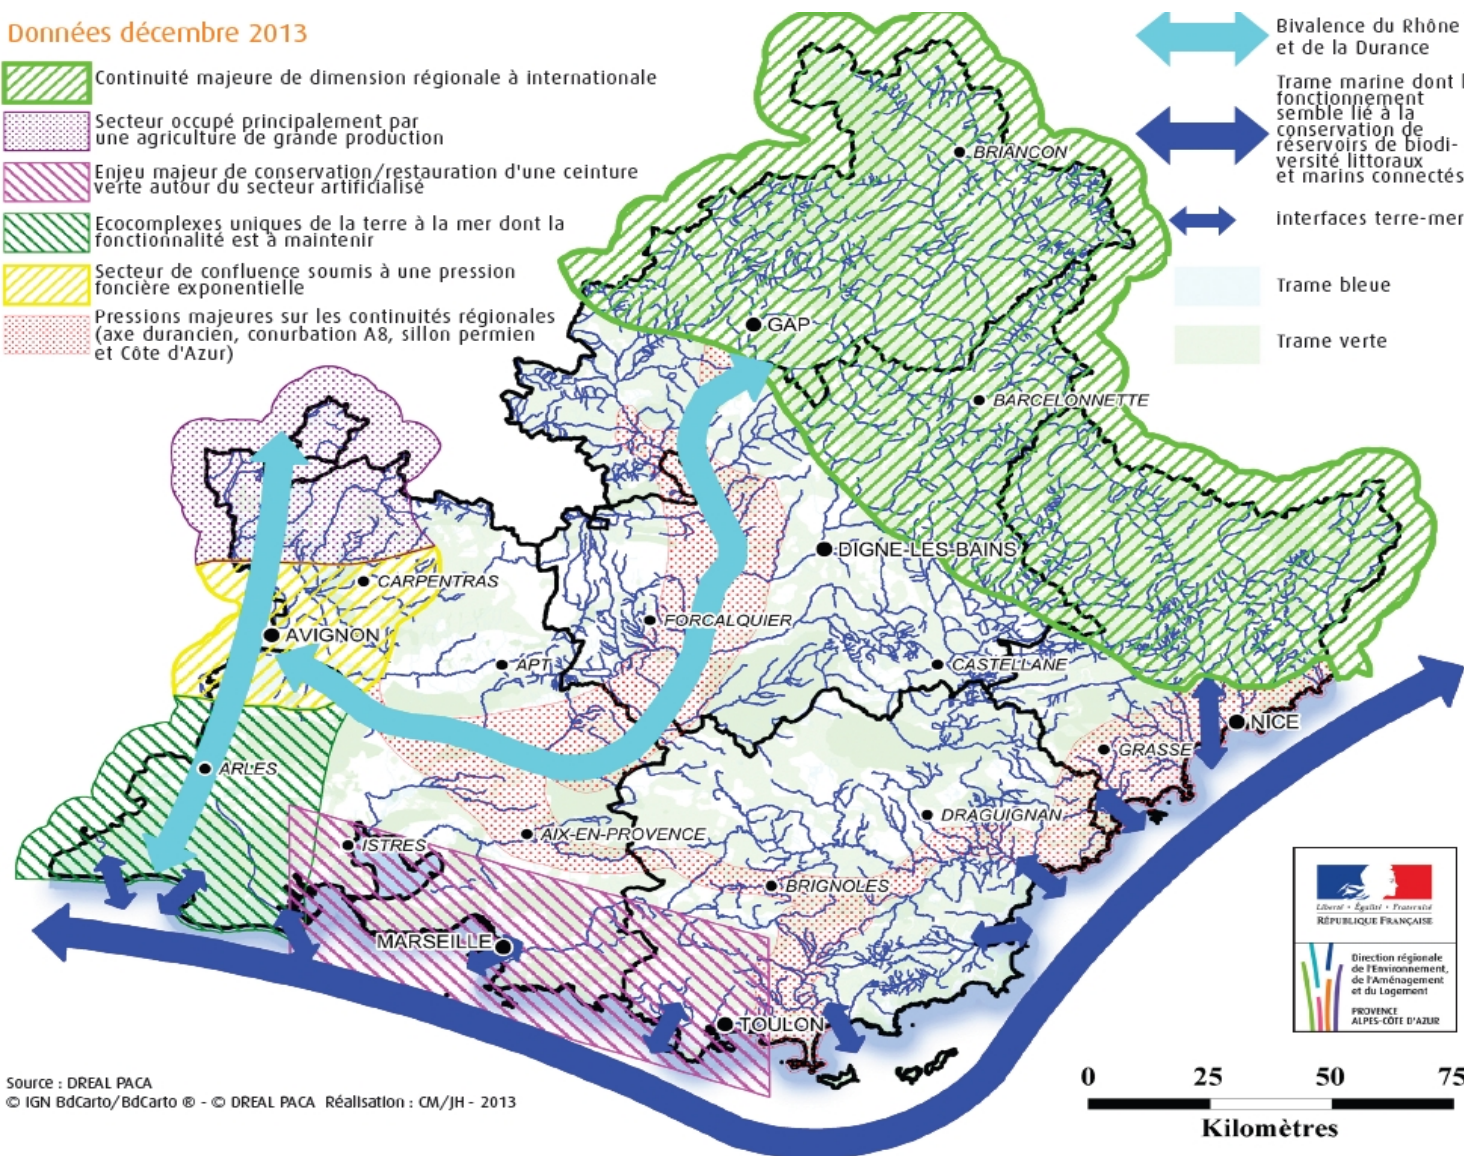 Données décembre 2013
Continuité majeure de dimension régionale à internationale
Secteur occupé principalement par
une agriculture de grande production
Enjeu majeur de conservation/restauration d'une ceinture
verte autour du secteur artificialisé
Ecocomplexes uniques de la terre à la mer dont la
fonctionnalité est à maintenir
Secteur de confluence soumis à une pression
foncière exponentielle
Pressions majeures sur les continuités régionales
(axe durancien, conurbation A8, sillon permien
et Côte d'Azur)
Bivalence du Rhône
et de la Durance
Trame marine dont l
fonctionnement
semble lié à la
conservation de
réservoirs de biodi-
versité littoraux
et marins connectés
interfaces terre-mer
Trame bleue
Trame verte
BRIANCON
GAP
BARCELONNETTE
DIGNE-LES-BAINS
CARPENTRAS
FORCALQUIER
AVIGNON
APT
CASTELLANE
NICE
GRASSE
ARLES
DRAGUIGNAN
AIX-EN-PROVENCE
ISTRES
BRIGNOLES
MARSEILLE
TOULON
Liberté • Égalité • Fraternité
RÉPUBLIQUE FRANÇAISE
Direction régionale
de l'Environnement,
de l'Aménagement
et du Logement
PROVENCE
ALPES-CÔTE D'AZUR
0 25 50 75
Kilomètres
Source : DREAL PACA
© IGN BdCarto/BdCarto ® - © DREAL PACA Réalisation : CM/JH - 2013